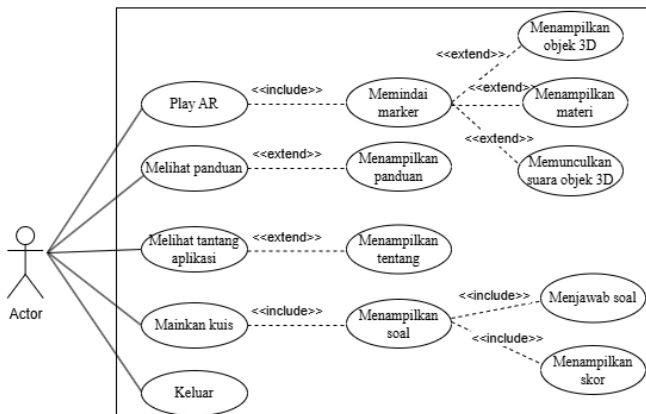 Menampilkan
objek 3D
<<extend>>
Play AR
<<include>>
Memindai
marker
<<extend>>
Menampilkan
materi
<<extend>>
Melihat panduan
<<extend>>
Menampilkan
panduan
Memunculkan
suara objek 3D
Melihat tantang
aplikasi
<<extend>>
Menampilkan
tentang
Actor
Mainkan kuis
<<include>>
Menampilkan
soal
<<include>>
Menjawab soal
<<include>>
Menampilkan
skor
Keluar